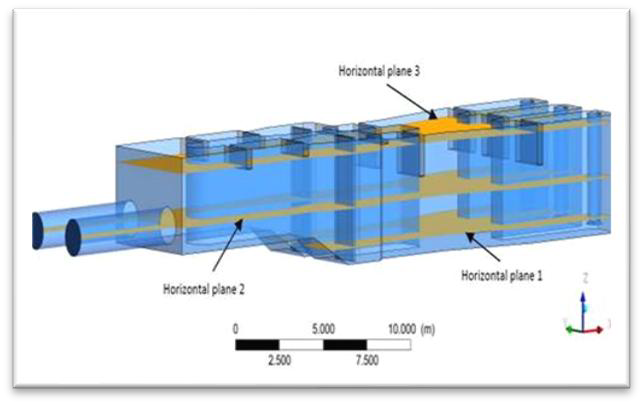 Horizontal plane 3
Horizontal plane 1
Horizontal plane 2
Z
0 5.000 10.000 (m)
2.500 7.500